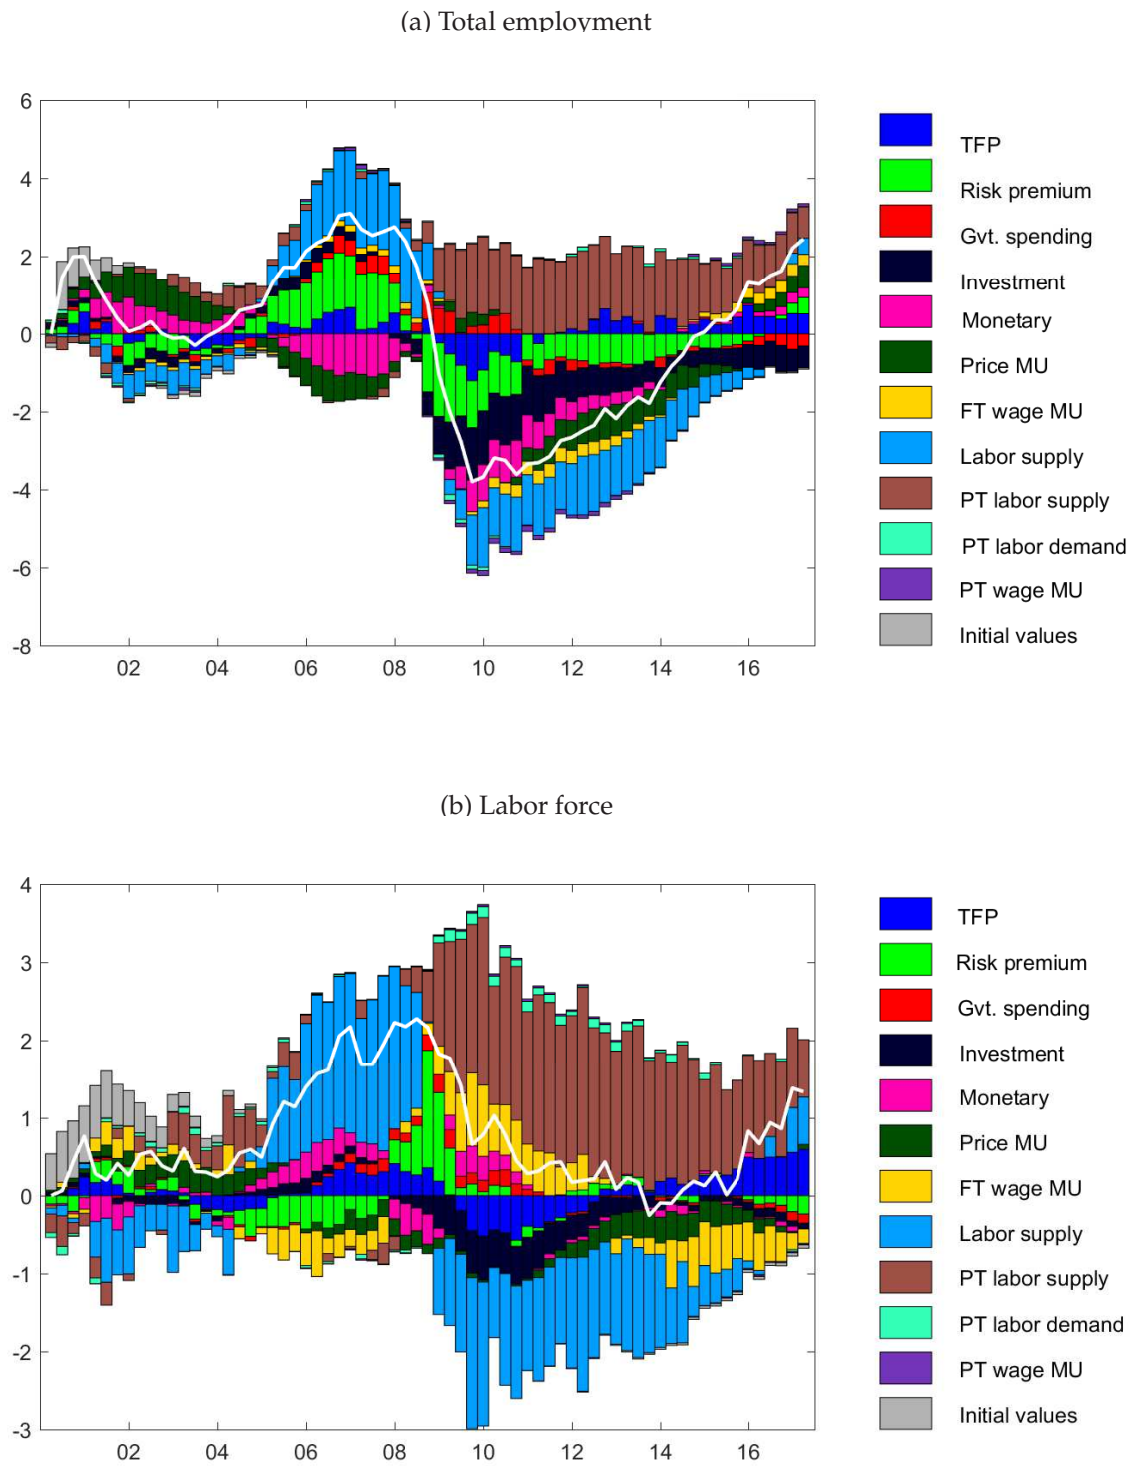 (a) Total employment
6
4
2
0
-2
-4
-6
-8
02 04 06 08 10 12 14 16
TFP
Risk premium
Gvt. spending
Investment
Monetary
Price MU
FT wage MU
Labor supply
PT labor supply
PT labor demand
PT wage MU
Initial values
(b) Labor force
4
3
2
1
0
-1
-2
-3
02 04 06 08 10 12 14 16
TFP
Risk premium
Gvt. spending
Investment
Monetary
Price MU
FT wage MU
Labor supply
PT labor supply
PT labor demand
PT wage MU
Initial values